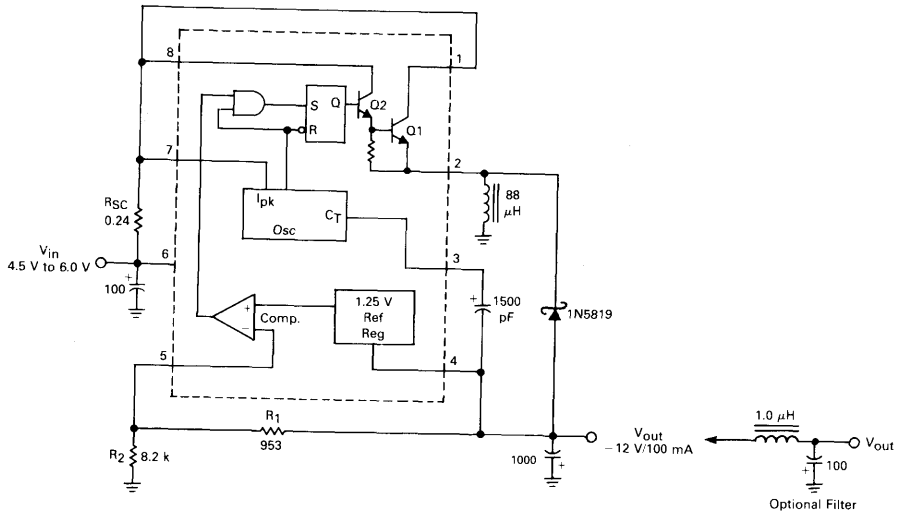 8
1
S Q
Q2
R
Q1
7
2
Ipk
CT
Osc
88
μH
RSC
0.24
Vin
4.5 V to 6.0 V
6
3
100
+
+
1500
pF
1N5819
+
−
Comp.
1.25 V
Ref
Reg
5
4
R1
953
R2 8.2 k
1000
+
Vout
−12 V/100 mA
1.0 μH
Vout
100
+
Optional Filter